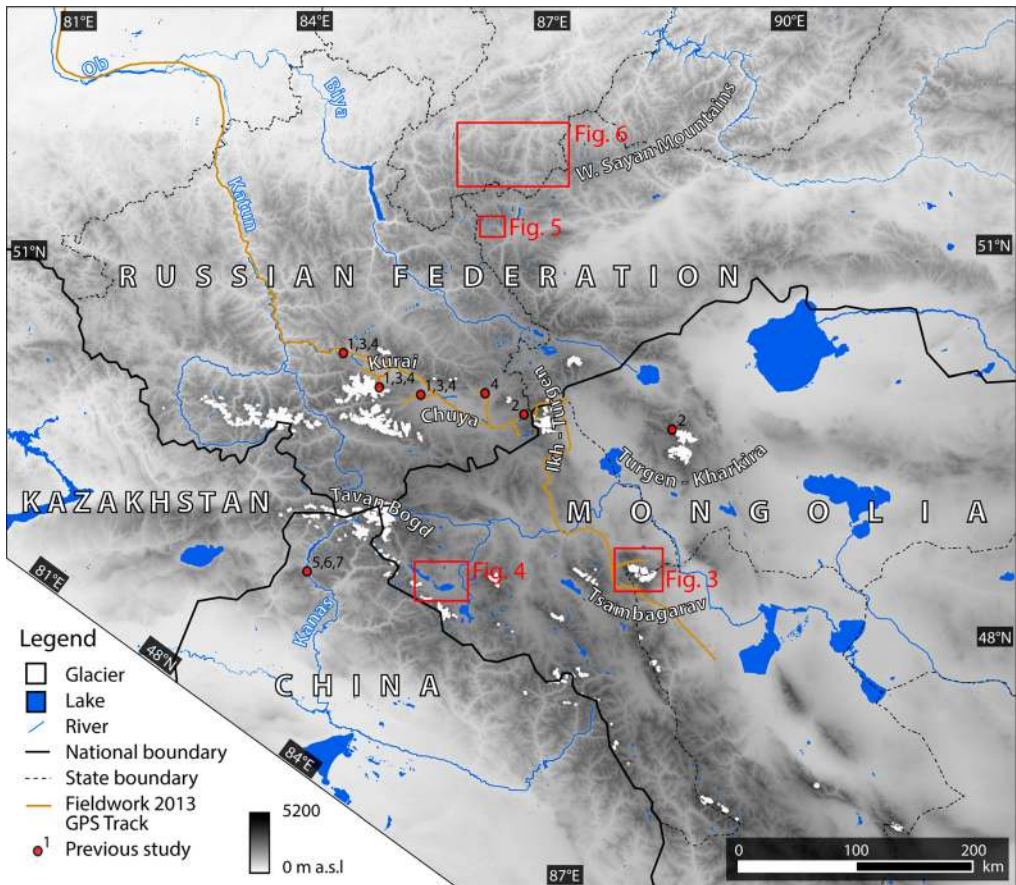 81°E
84°E
87°E
90°E
Ob
Biya
Fig. 6
W. Sayan Mountains
Katun
Fig. 5
51°N
51°N
RUSSIAN FEDERATION
1,3,4
Kurai
1,3,4
1,3,4
4
2
Chuya
Ikh-Turgen
2
Turgen - Kharkira
KAZAKHSTAN
Tavan Bogd
MONGOLIA
5,6,7
Fig. 4
Fig. 3
Tsambagarav
81°E
Kanas
48°N
48°N
CHINA
84°E
87°E
Legend
Glacier
Lake
River
National boundary
State boundary
Fieldwork 2013
GPS Track
1 Previous study
5200
0 m a.s.l
0 100 200
km